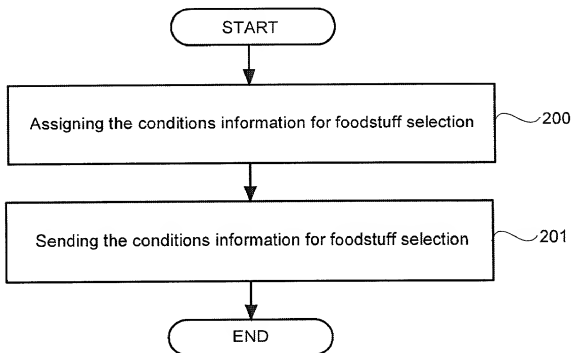 START
Assigning the conditions information for foodstuff selection
200
Sending the conditions information for foodstuff selection
201
END